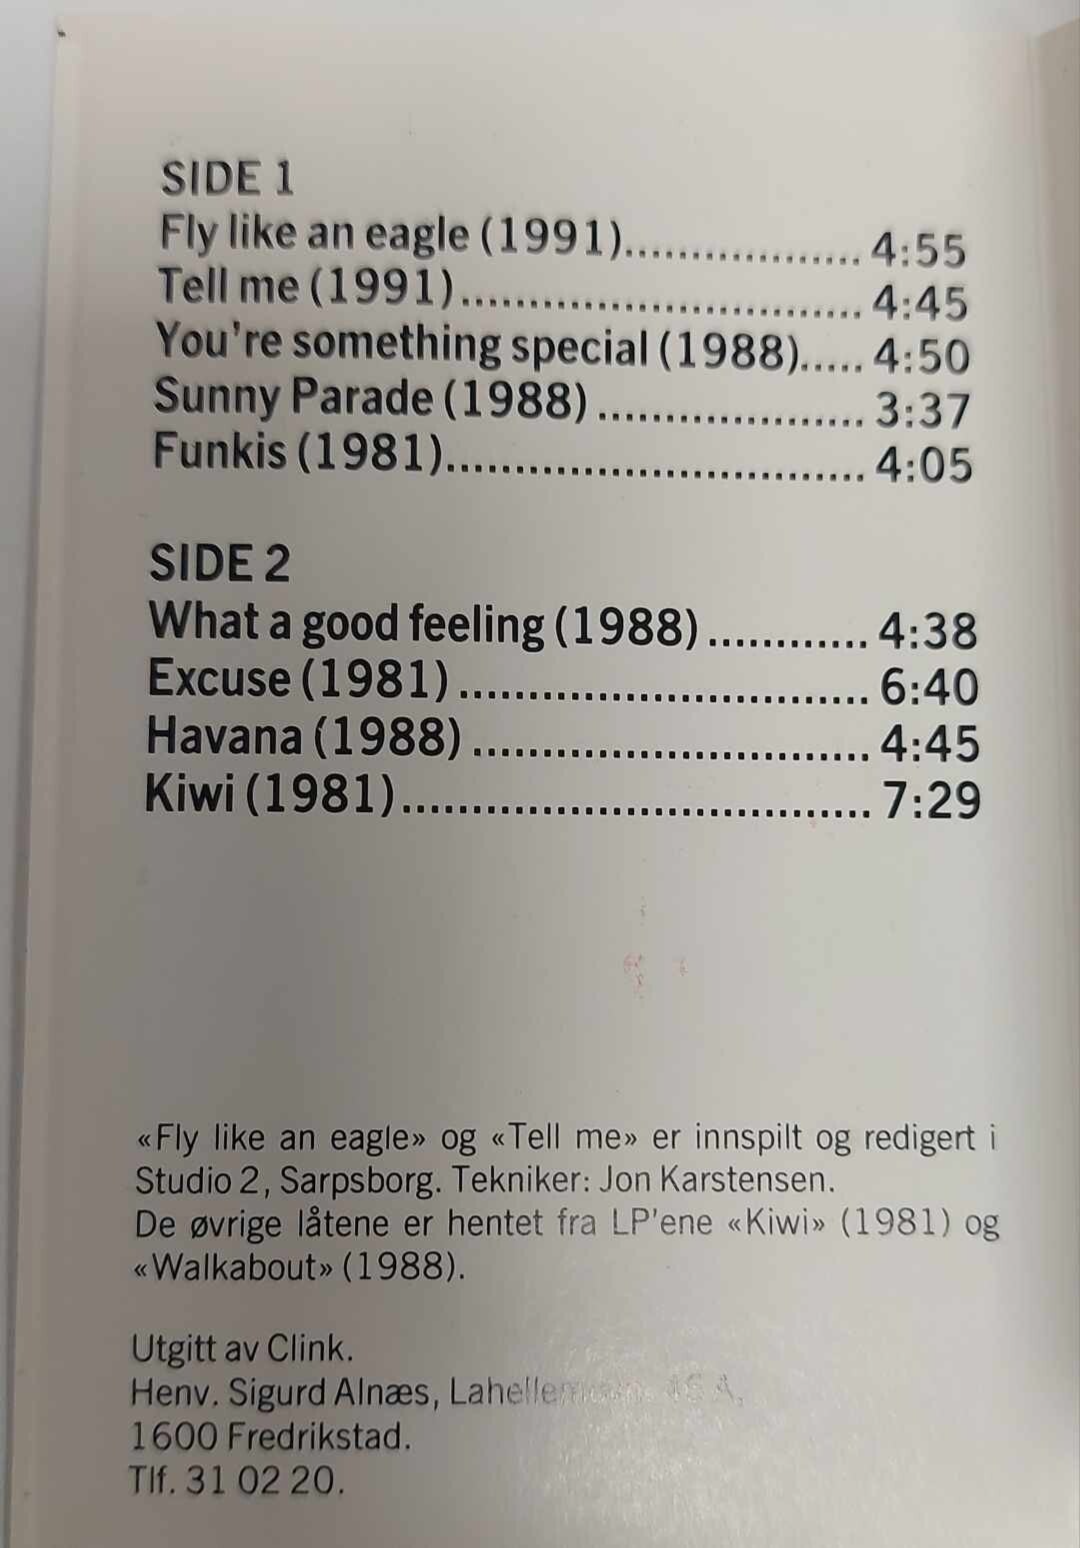 SIDE 1
Fly like an eagle (1991).................. 4:55
Tell me (1991)............................. 4:45
You're something special (1988)..... 4:50
Sunny Parade (1988) ................... 3:37
Funkis (1981).............................. 4:05
SIDE 2
What a good feeling (1988) ............ 4:38
Excuse (1981) .............................. 6:40
Havana (1988) ............................. 4:45
Kiwi (1981).................................. 7:29
«Fly like an eagle» og «Tell me» er innspilt og redigert i
Studio 2, Sarpsborg. Tekniker: Jon Karstensen.
De øvrige låtene er hentet fra LP'ene «Kiwi» (1981) og
«Walkabout» (1988).
Utgitt av Clink.
Henv. Sigurd Alnæs,
1600 Fredrikstad.
Tlf. 31 02 20.